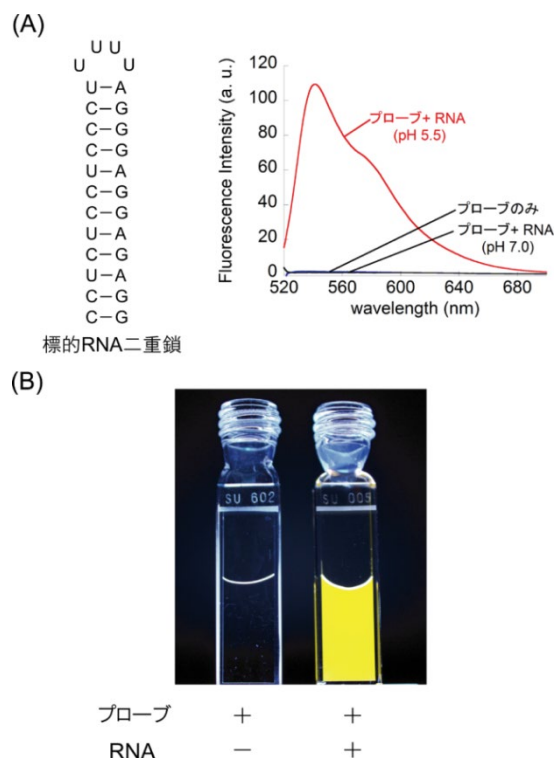 (A)
U U
U U
U–A
C–G
C–G
C–G
U–A
C–G
C–G
U–A
C–G
U–A
C–G
C–G
標的RNA二重鎖
Fluorescence Intensity (a. u.)
120
100
80
60
40
20
0
520 560 600 640 680
wavelength (nm)
プローブ+ RNA
(pH 5.5)
プローブのみ
プローブ+ RNA
(pH 7.0)
(B)
SU 602
SU 005
プローブ + +
RNA − +